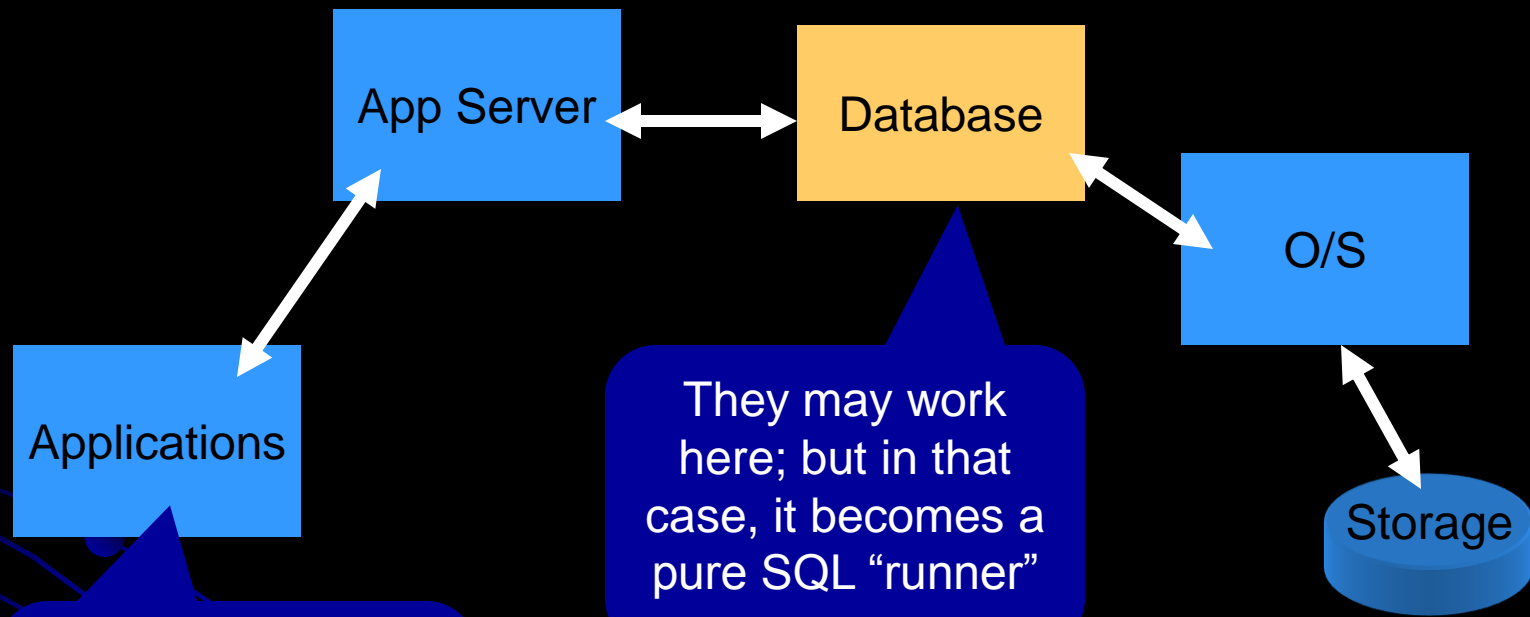 App Server
Database
O/S
Applications
They may work
here; but in that
case, it becomes a
pure SQL “runner”
Storage